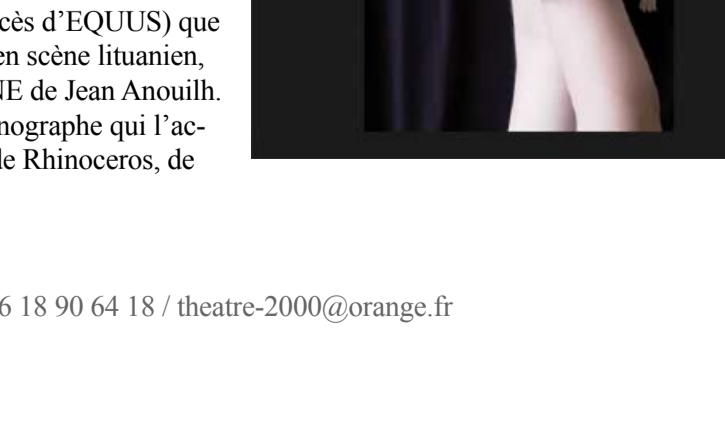 cès d’EQUUS) que
en scène lituanien,
NE de Jean Anouilh.
nographe qui l’ac-
le Rhinoceros, de
6 18 90 64 18 / theatre-2000@orange.fr